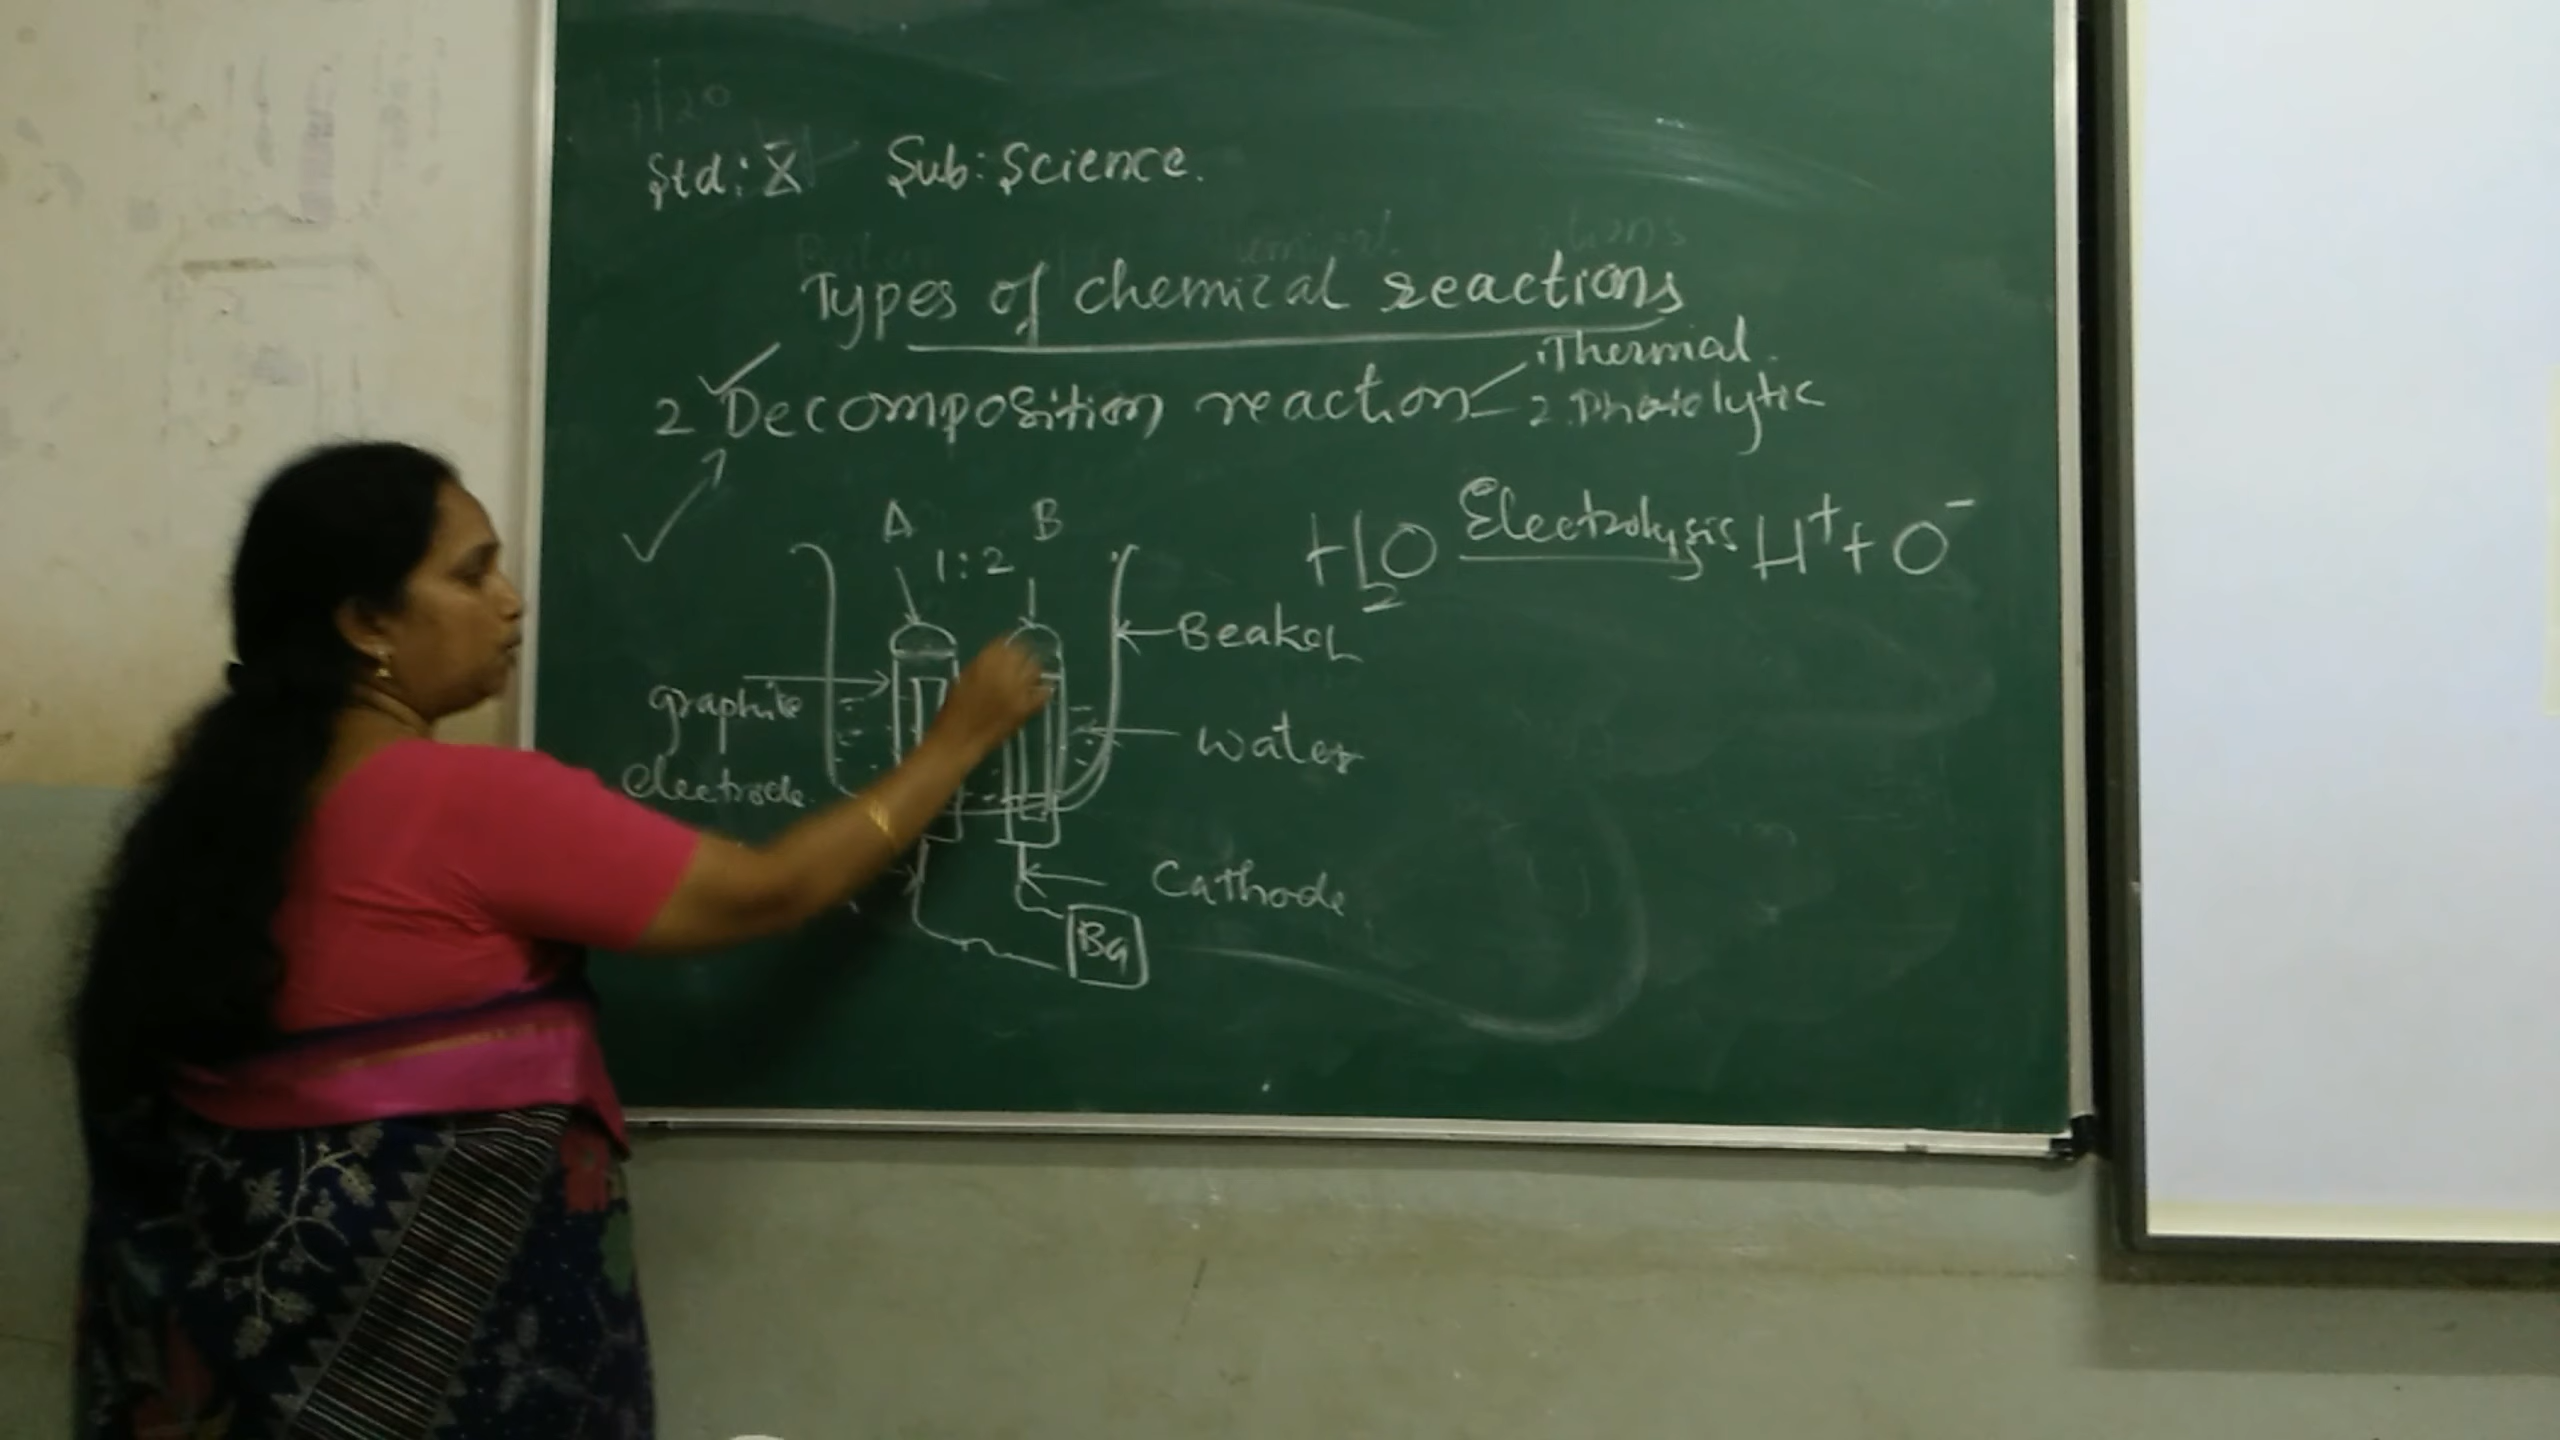 Std: X Sub: Science.
Types of chemical reactions
1. Thermal.
2 Decomposition reaction 2. Photolytic
A B
1:2
H2O Electrolysis H+ + O-
Beaker
graphite
electrode.
water
Cathode
Ba